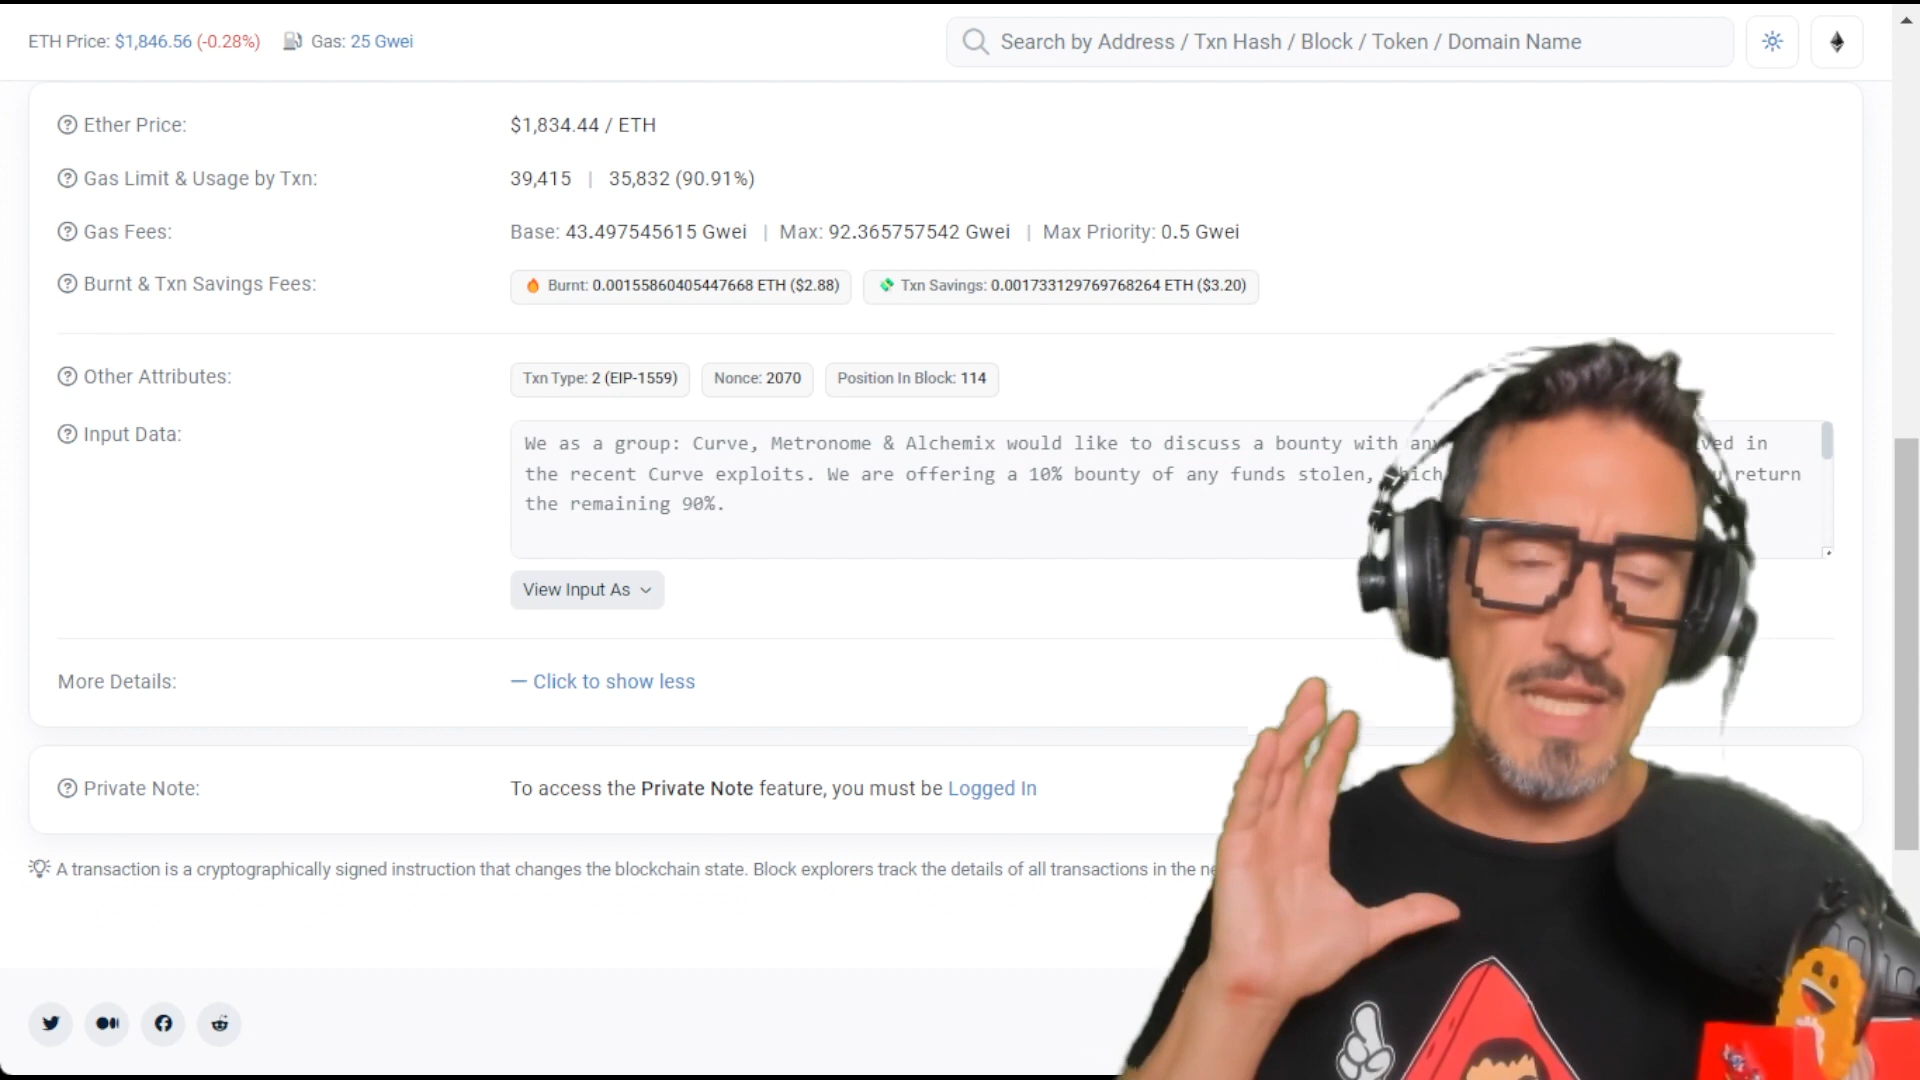 ETH Price: $1,846.56 (-0.28%) Gas: 25 Gwei
Search by Address / Txn Hash / Block / Token / Domain Name
Ether Price: $1,834.44 / ETH
Gas Limit & Usage by Txn: 39,415 | 35,832 (90.91%)
Gas Fees: Base: 43.497545615 Gwei | Max: 92.365757542 Gwei | Max Priority: 0.5 Gwei
Burnt & Txn Savings Fees: Burnt: 0.00155860405447668 ETH ($2.88) Txn Savings: 0.001733129769768264 ETH ($3.20)
Other Attributes: Txn Type: 2 (EIP-1559) Nonce: 2070 Position In Block: 114
Input Data: We as a group: Curve, Metronome & Alchemix would like to discuss a bounty with in
the recent Curve exploits. We are offering a 10% bounty of any funds stolen, return
the remaining 90%.
View Input As
More Details: — Click to show less
Private Note: To access the Private Note feature, you must be Logged In
A transaction is a cryptographically signed instruction that changes the blockchain state. Block explorers track the details of all transactions in the